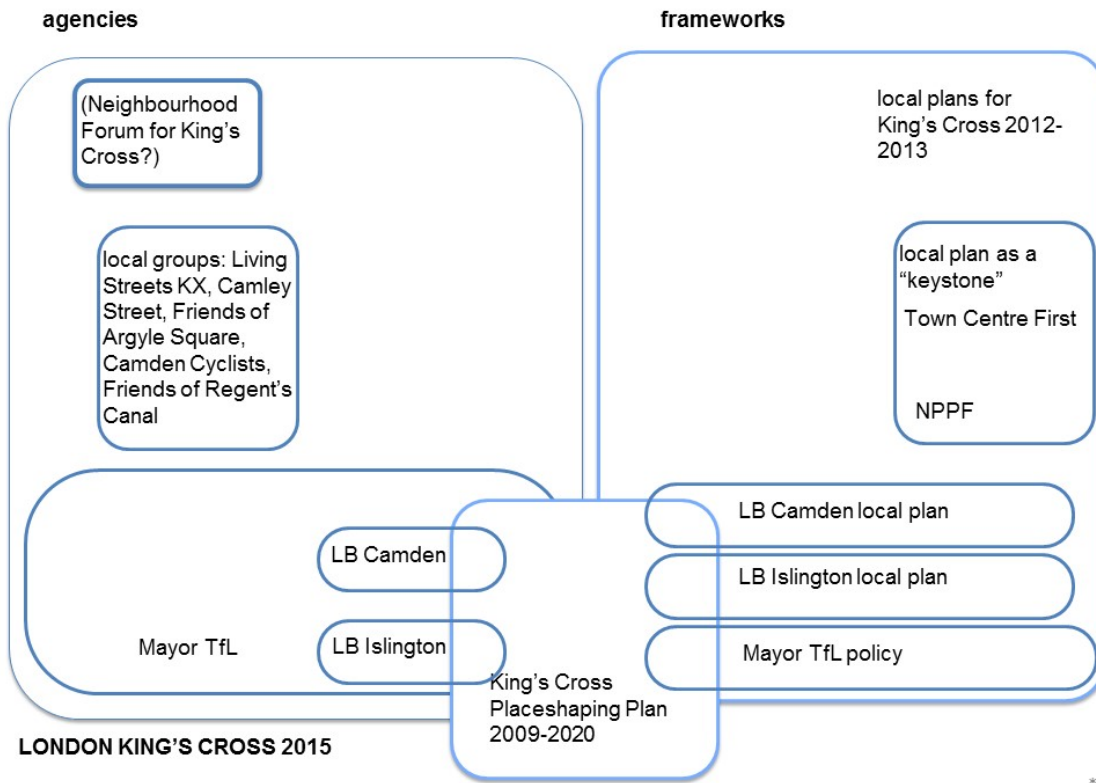 agencies
frameworks
(Neighbourhood
Forum for King’s
Cross?)
local plans for
King’s Cross 2012-
2013
local groups: Living
Streets KX, Camley
Street, Friends of
Argyle Square,
Camden Cyclists,
Friends of Regent’s
Canal
local plan as a
“keystone”
Town Centre First
NPPF
LB Camden
LB Islington
Mayor TfL
LB Camden local plan
LB Islington local plan
Mayor TfL policy
King’s Cross
Placeshaping Plan
2009-2020
LONDON KING’S CROSS 2015
*